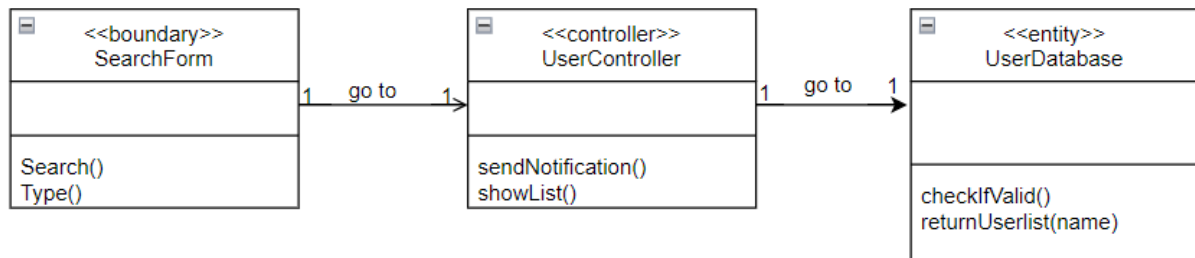 <<boundary>>
SearchForm
Search()
Type()
1 go to 1
<<controller>>
UserController
sendNotification()
showList()
1 go to 1
<<entity>>
UserDatabase
checkIfValid()
returnUserlist(name)